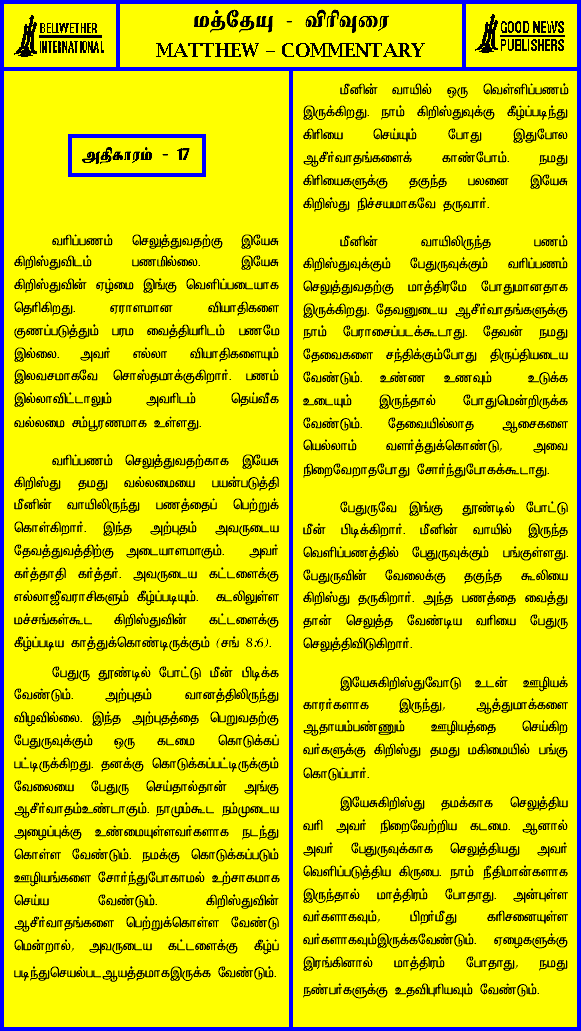 BELLWETHER
INTERNATIONAL
மத்தேயு - விரிவுரை
MATTHEW – COMMENTARY
GOOD NEWS
PUBLISHERS
அதிகாரம் - 17
வரிப்பணம் செலுத்துவதற்கு இயேசு
கிறிஸ்துவிடம் பணமில்லை. இயேசு
கிறிஸ்துவின் ஏழ்மை இங்கு வெளிப்படையாக
தெரிகிறது. ஏராளமான வியாதிகளை
குணப்படுத்தும் பரம வைத்தியரிடம் பணமே
இல்லை. அவர் எல்லா வியாதிகளையும்
இலவசமாகவே சொஸ்தமாக்குகிறார். பணம்
இல்லாவிட்டாலும் அவரிடம் தெய்வீக
வல்லமை சம்பூரணமாக உள்ளது.
வரிப்பணம் செலுத்துவதற்காக இயேசு
கிறிஸ்து தமது வல்லமையை பயன்படுத்தி
மீனின் வாயிலிருந்து பணத்தைப் பெற்றுக்
கொள்கிறார். இந்த அற்புதம் அவருடைய
தேவத்துவத்திற்கு அடையாளமாகும். அவர்
கர்த்தாதி கர்த்தர். அவருடைய கட்டளைக்கு
எல்லாஜீவராசிகளும் கீழ்ப்படியும். கடலிலுள்ள
மச்சங்கள்கூட கிறிஸ்துவின் கட்டளைக்கு
கீழ்ப்படிய காத்துக்கொண்டிருக்கும் (சங் 8:6).
பேதுரு தூண்டில் போட்டு மீன் பிடிக்க
வேண்டும். அற்புதம் வானத்திலிருந்து
விழவில்லை. இந்த அற்புதத்தை பெறுவதற்கு
பேதுருவுக்கும் ஒரு கடமை கொடுக்கப்
பட்டிருக்கிறது. தனக்கு கொடுக்கப்பட்டிருக்கும்
வேலையை பேதுரு செய்தால்தான் அங்கு
ஆசீர்வாதம்உண்டாகும். நாமும்கூட நம்முடைய
அழைப்புக்கு உண்மையுள்ளவர்களாக நடந்து
கொள்ள வேண்டும். நமக்கு கொடுக்கப்படும்
ஊழியங்களை சோர்ந்துபோகாமல் உற்சாகமாக
செய்ய வேண்டும். கிறிஸ்துவின்
ஆசீர்வாதங்களை பெற்றுக்கொள்ள வேண்டு
மென்றால், அவருடைய கட்டளைக்கு கீழ்ப்
படிந்துசெயல்படஆயத்தமாகஇருக்க வேண்டும்.
மீனின் வாயில் ஒரு வெள்ளிப்பணம்
இருக்கிறது. நாம் கிறிஸ்துவுக்கு கீழ்ப்படிந்து
கிரியை செய்யும் போது இதுபோல
ஆசீர்வாதங்களைக் காண்போம். நமது
கிரியைகளுக்கு தகுந்த பலனை இயேசு
கிறிஸ்து நிச்சயமாகவே தருவார்.
மீனின் வாயிலிருந்த பணம்
கிறிஸ்துவுக்கும் பேதுருவுக்கும் வரிப்பணம்
செலுத்துவதற்கு மாத்திரமே போதுமானதாக
இருக்கிறது. தேவனுடைய ஆசீர்வாதங்களுக்கு
நாம் பேராசைப்படக்கூடாது. தேவன் நமது
தேவைகளை சந்திக்கும்போது திருப்தியடைய
வேண்டும். உண்ண உணவும் உடுக்க
உடையும் இருந்தால் போதுமென்றிருக்க
வேண்டும். தேவையில்லாத ஆசைகளை
யெல்லாம் வளர்த்துக்கொண்டு, அவை
நிறைவேறாதபோது சோர்ந்துபோகக்கூடாது.
பேதுருவே இங்கு தூண்டில் போட்டு
மீன் பிடிக்கிறார். மீனின் வாயில் இருந்த
வெளிப்பணத்தில் பேதுருவுக்கும் பங்குள்ளது.
பேதுருவின் வேலைக்கு தகுந்த கூலியை
கிறிஸ்து தருகிறார். அந்த பணத்தை வைத்து
தான் செலுத்த வேண்டிய வரியை பேதுரு
செலுத்திவிடுகிறார்.
இயேசுகிறிஸ்துவோடு உடன் ஊழியக்
காரர்களாக இருந்து, ஆத்துமாக்களை
ஆதாயம்பண்ணும் ஊழியத்தை செய்கிற
வர்களுக்கு கிறிஸ்து தமது மகிமையில் பங்கு
கொடுப்பார்.
இயேசுகிறிஸ்து தமக்காக செலுத்திய
வரி அவர் நிறைவேற்றிய கடமை. ஆனால்
அவர் பேதுருவுக்காக செலுத்தியது அவர்
வெளிப்படுத்திய கிருபை. நாம் நீதிமான்களாக
இருந்தால் மாத்திரம் போதாது. அன்புள்ள
வர்களாகவும், பிறர்மீது கரிசனையுள்ள
வர்களாகவும்இருக்கவேண்டும். ஏழைகளுக்கு
இரங்கினால் மாத்திரம் போதாது, நமது
நண்பர்களுக்கு உதவிபுரியவும் வேண்டும்.